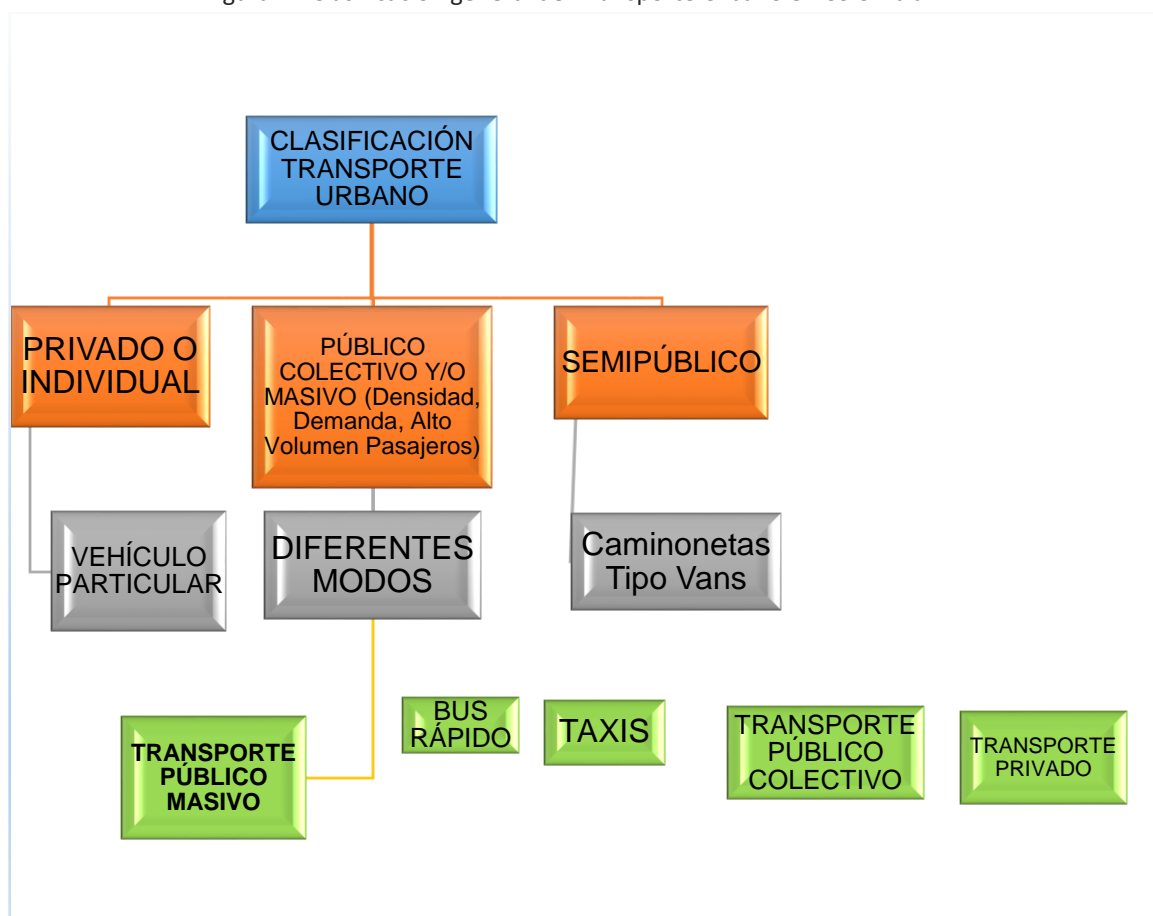 CLASIFICACIÓN
TRANSPORTE
URBANO
PRIVADO O
INDIVIDUAL
PÚBLICO
COLECTIVO Y/O
MASIVO (Densidad,
Demanda, Alto
Volumen Pasajeros)
SEMIPÚBLICO
VEHÍCULO
PARTICULAR
DIFERENTES
MODOS
Caminonetas
Tipo Vans
TRANSPORTE
PÚBLICO
MASIVO
BUS
RÁPIDO
TAXIS
TRANSPORTE
PÚBLICO
COLECTIVO
TRANSPORTE
PRIVADO